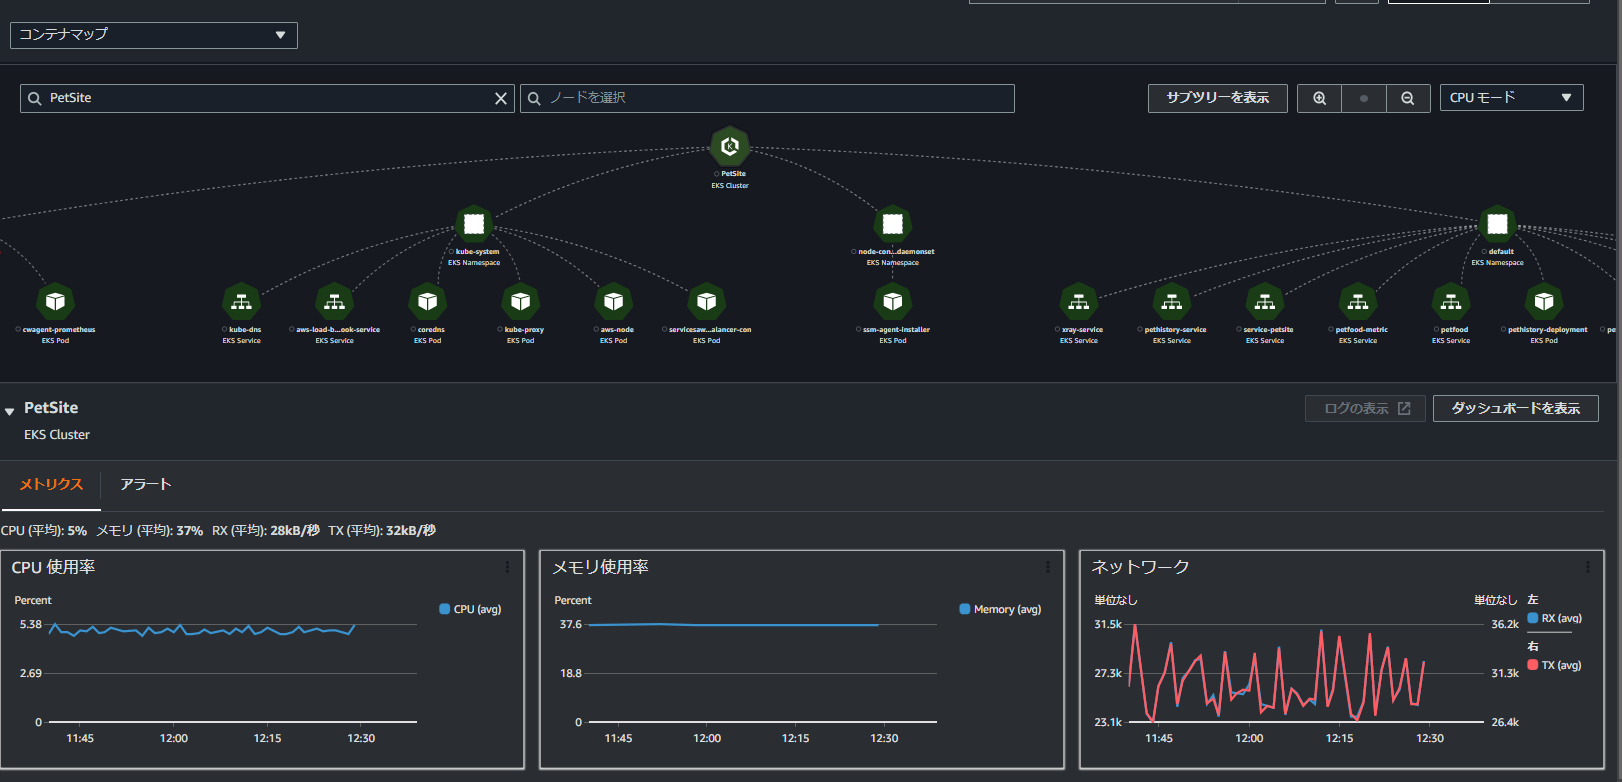 コンテナマップ
PetSite
ノードを選択
サブツリーを表示
CPU モード
PetSite
EKS Cluster
kube-system
EKS Namespace
node-con...daemonset
EKS Namespace
default
EKS Namespace
cwagent-prometheus
EKS Pod
kube-dns
EKS Service
aws-load-b...ook-service
EKS Service
coredns
EKS Pod
kube-proxy
EKS Pod
aws-node
EKS Pod
servicesaw...alancer-con
EKS Pod
ssm-agent-installer
EKS Pod
xray-service
EKS Service
pethistory-service
EKS Service
service-petsite
EKS Service
petfood-metric
EKS Service
petfood
EKS Service
pethistory-deployment
EKS Pod
pe
PetSite
EKS Cluster
ログの表示
ダッシュボードを表示
メトリクス
アラート
CPU (平均): 5% メモリ (平均): 37% RX (平均): 28kB/秒 TX (平均): 32kB/秒
CPU 使用率
Percent
CPU (avg)
5.38
2.69
0
11:45 12:00 12:15 12:30
メモリ使用率
Percent
Memory (avg)
37.6
18.8
0
11:45 12:00 12:15 12:30
ネットワーク
単位なし
単位なし
左
RX (avg)
右
TX (avg)
31.5k
27.3k
23.1k
36.2k
31.3k
26.4k
11:45 12:00 12:15 12:30